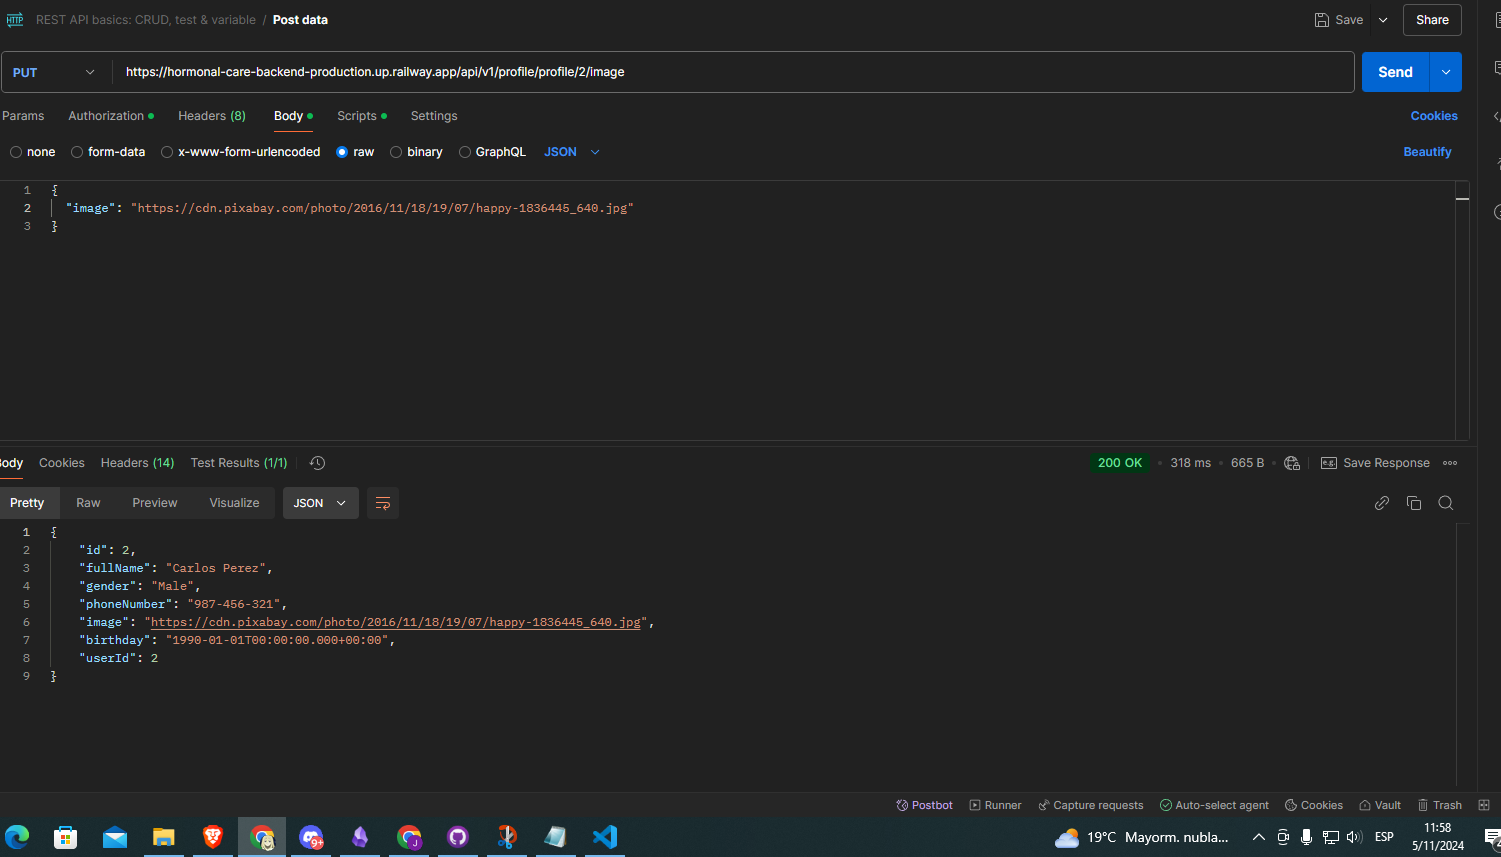 HTTP REST API basics: CRUD, test & variable / Post data Save Share
PUT https://hormonal-care-backend-production.up.railway.app/api/v1/profile/profile/2/image Send
Params Authorization Headers (8) Body Scripts Settings Cookies
none form-data x-www-form-urlencoded raw binary GraphQL JSON Beautify
1 {
2 "image": "https://cdn.pixabay.com/photo/2016/11/18/19/07/happy-1836445_640.jpg"
3 }
Body Cookies Headers (14) Test Results (1/1) 200 OK • 318 ms • 665 B e.g. Save Response
Pretty Raw Preview Visualize JSON
1 {
2 "id": 2,
3 "fullName": "Carlos Perez",
4 "gender": "Male",
5 "phoneNumber": "987-456-321",
6 "image": "https://cdn.pixabay.com/photo/2016/11/18/19/07/happy-1836445_640.jpg",
7 "birthday": "1990-01-01T00:00:00.000+00:00",
8 "userId": 2
9 }
Postbot Runner Capture requests Auto-select agent Cookies Vault Trash
9+ J 19°C Mayorm. nubla... ESP 11:58
5/11/2024